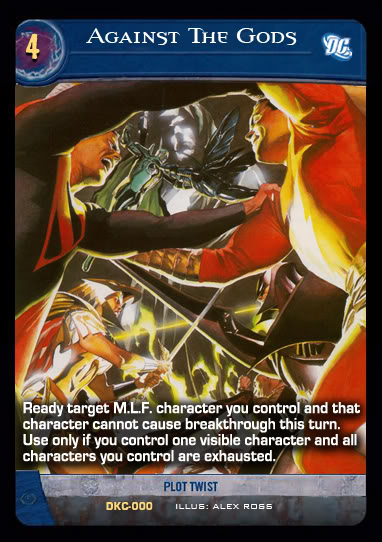 4
AGAINST THE GODS
DC
Ready target M.L.F. character you control and that
character cannot cause breakthrough this turn.
Use only if you control one visible character and all
characters you control are exhausted.
PLOT TWIST
DKC-000 ILLUS: ALEX ROSS